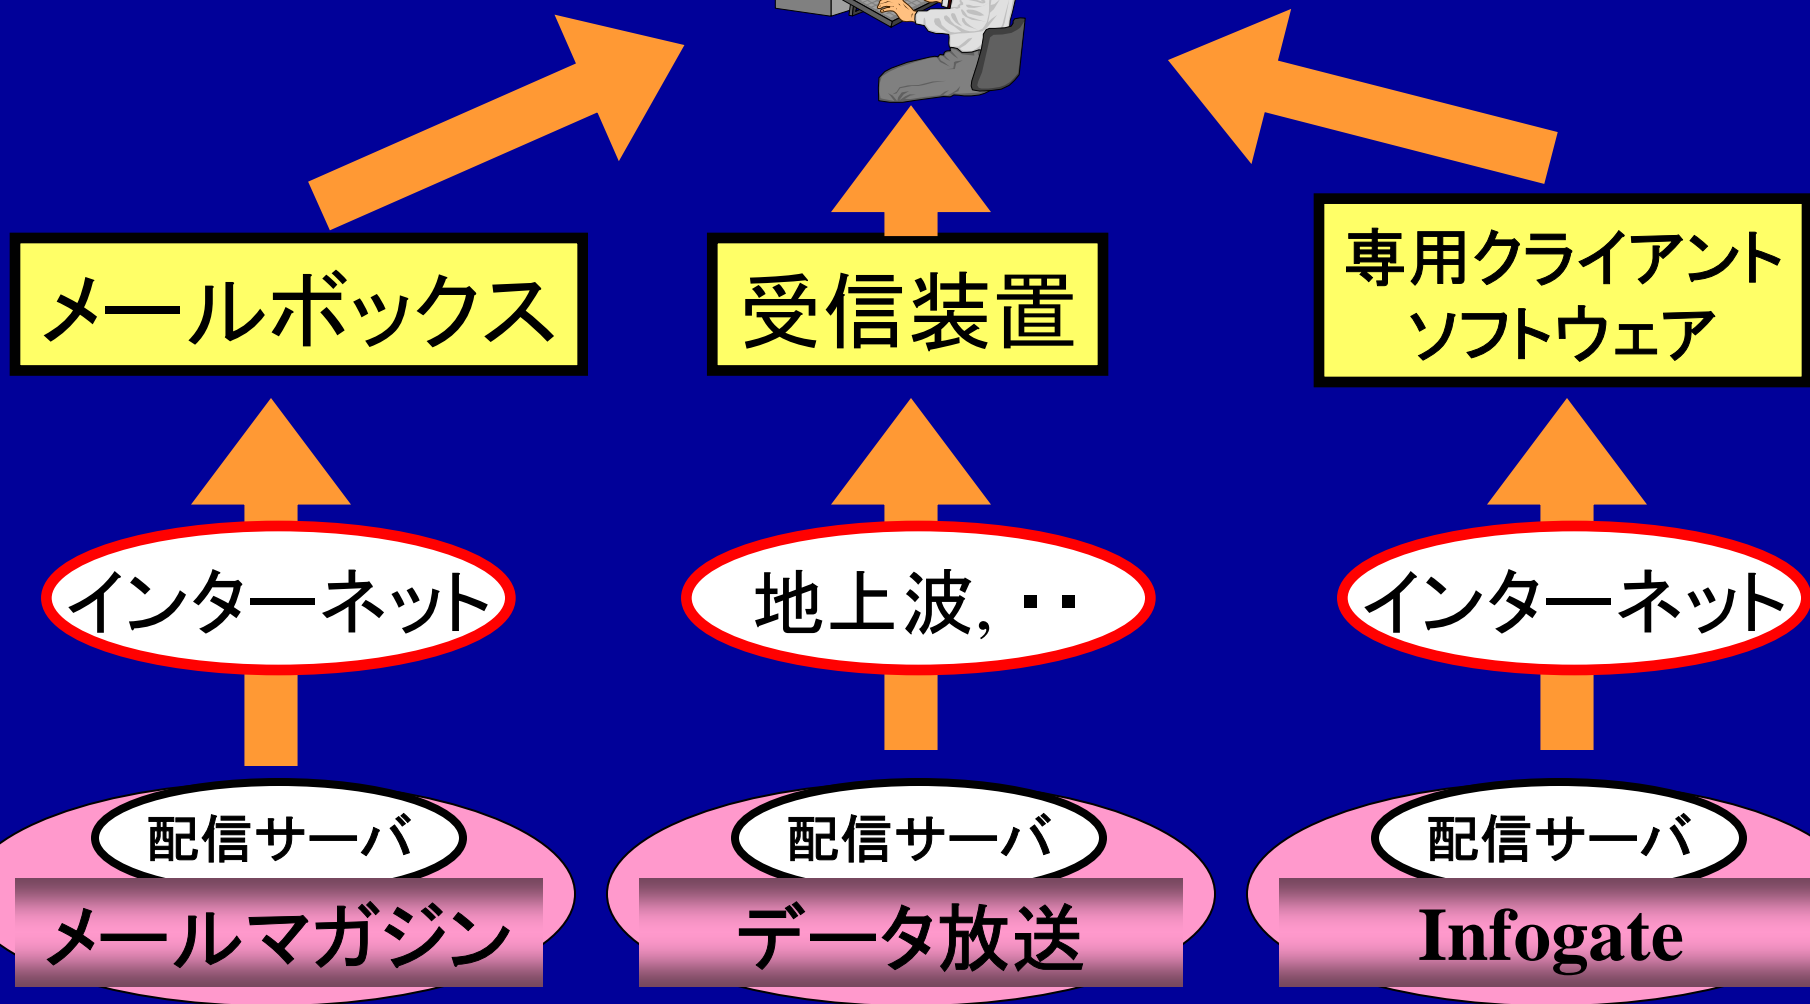 メールボックス
受信装置
専用クライアント
ソフトウェア
インターネット
地上波, ・・
インターネット
配信サーバ
配信サーバ
配信サーバ
メールマガジン
データ放送
Infogate